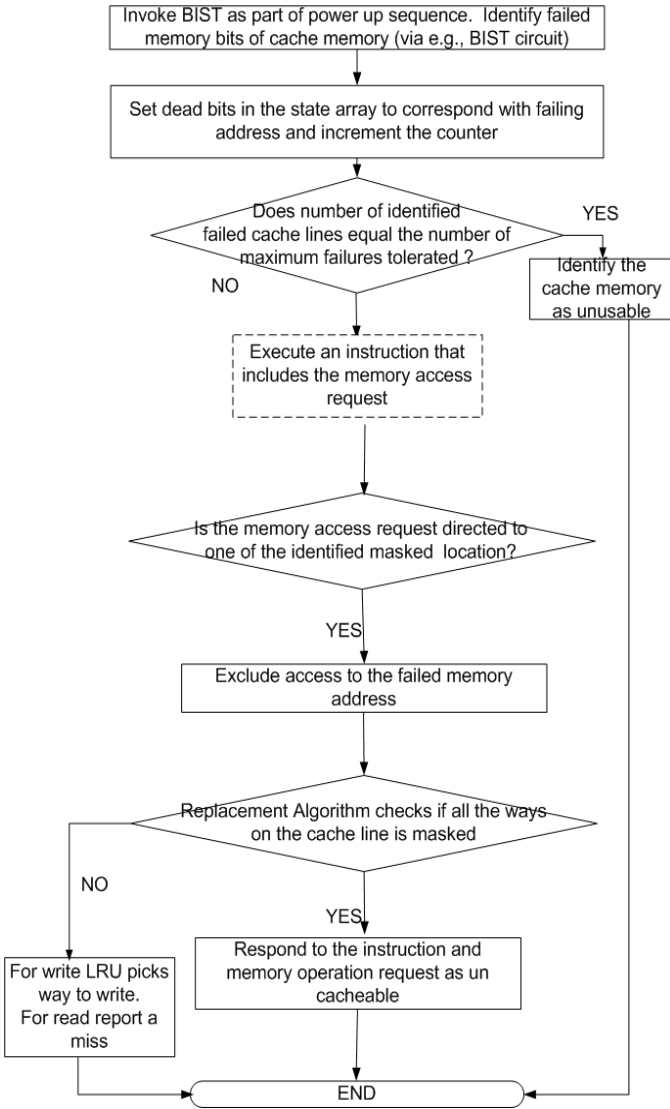 Invoke BIST as part of power up sequence.  Identify failed
memory bits of cache memory (via e.g., BIST circuit)
Set dead bits in the state array to correspond with failing
address and increment the counter
Does number of identified
failed cache lines equal the number of
maximum failures tolerated ?
YES
NO
Identify the
cache memory
as unusable
Execute an instruction that
includes the memory access
request
Is the memory access request directed to
one of the identified masked  location?
YES
Exclude access to the failed memory
address
Replacement Algorithm checks if all the ways
on the cache line is masked
NO
YES
For write LRU picks
way to write.
For read report a
miss
Respond to the instruction and
memory operation request as un
cacheable
END